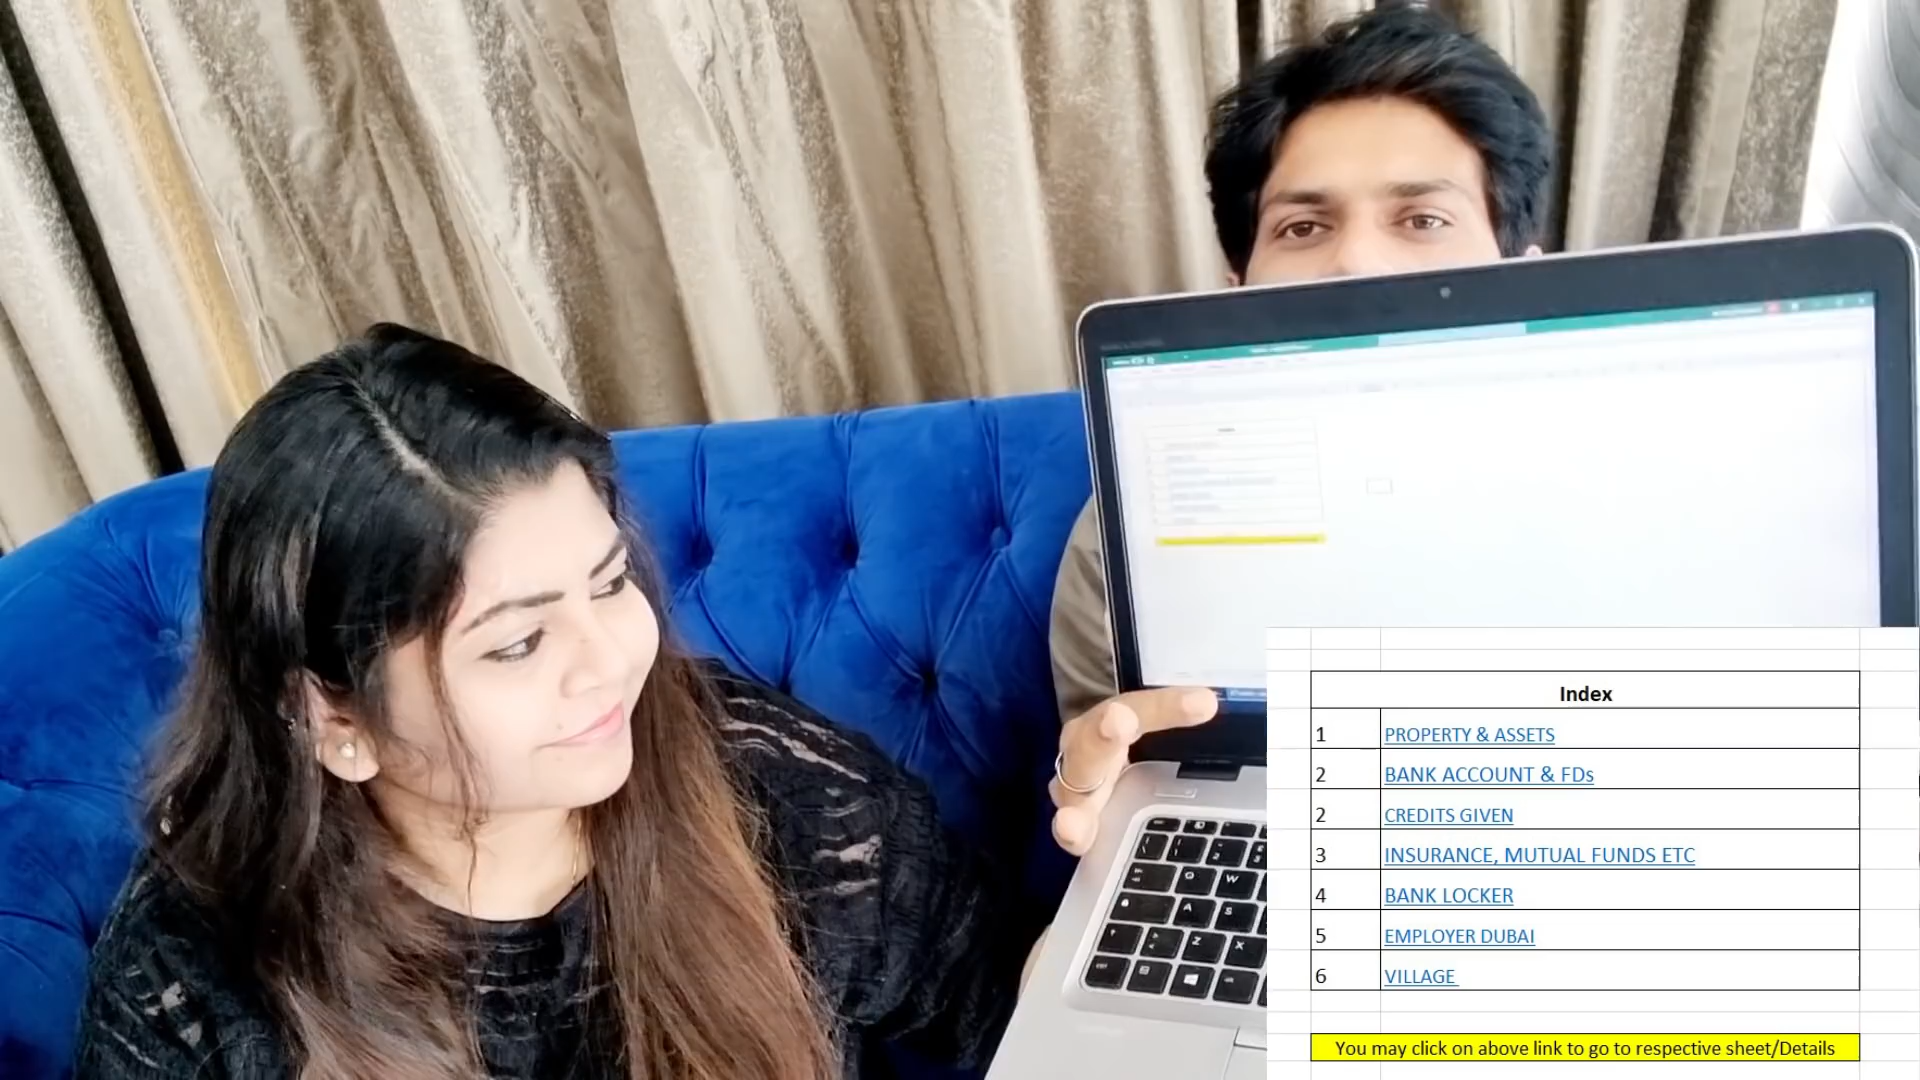 Index
1 PROPERTY & ASSETS
2 BANK ACCOUNT & FDs
2 CREDITS GIVEN
3 INSURANCE, MUTUAL FUNDS ETC
4 BANK LOCKER
5 EMPLOYER DUBAI
6 VILLAGE
You may click on above link to go to respective sheet/Details
Q W
A S
Z X